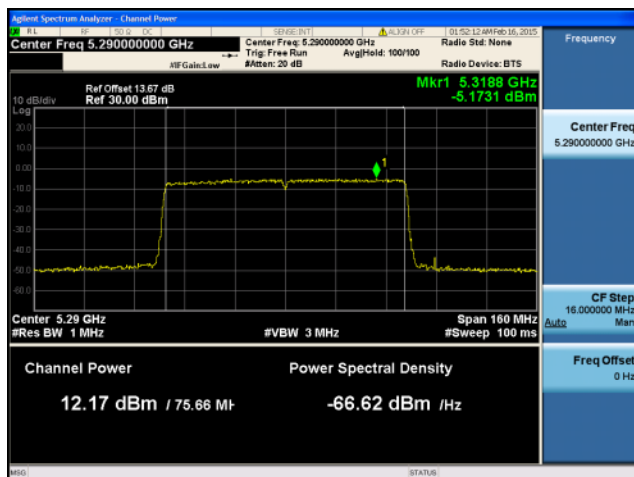 Agilent Spectrum Analyzer - Channel Power
RL RF 50 Ω DC SENSE:INT ALIGN OFF 01:52:12 AM Feb 16, 2015
Center Freq 5.290000000 GHz
Center Freq: 5.290000000 GHz
Radio Std: None
Trig: Free Run Avg|Hold: 100/100
#IFGain:Low #Atten: 20 dB Radio Device: BTS
Frequency
Ref Offset 13.67 dB
Mkr1 5.3188 GHz
10 dB/div Ref 30.00 dBm
-5.1731 dBm
Log
20.0
10.0
0.00
-10.0
-20.0
-30.0
-40.0
-50.0
-60.0
1
Center 5.29 GHz Span 160 MHz
#Res BW 1 MHz #VBW 3 MHz #Sweep 100 ms
Channel Power
Power Spectral Density
12.17 dBm / 75.66 MH
-66.62 dBm /Hz
Center Freq
5.290000000 GHz
CF Step
16.000000 MHz
Auto Man
Freq Offset
0 Hz
MSG STATUS